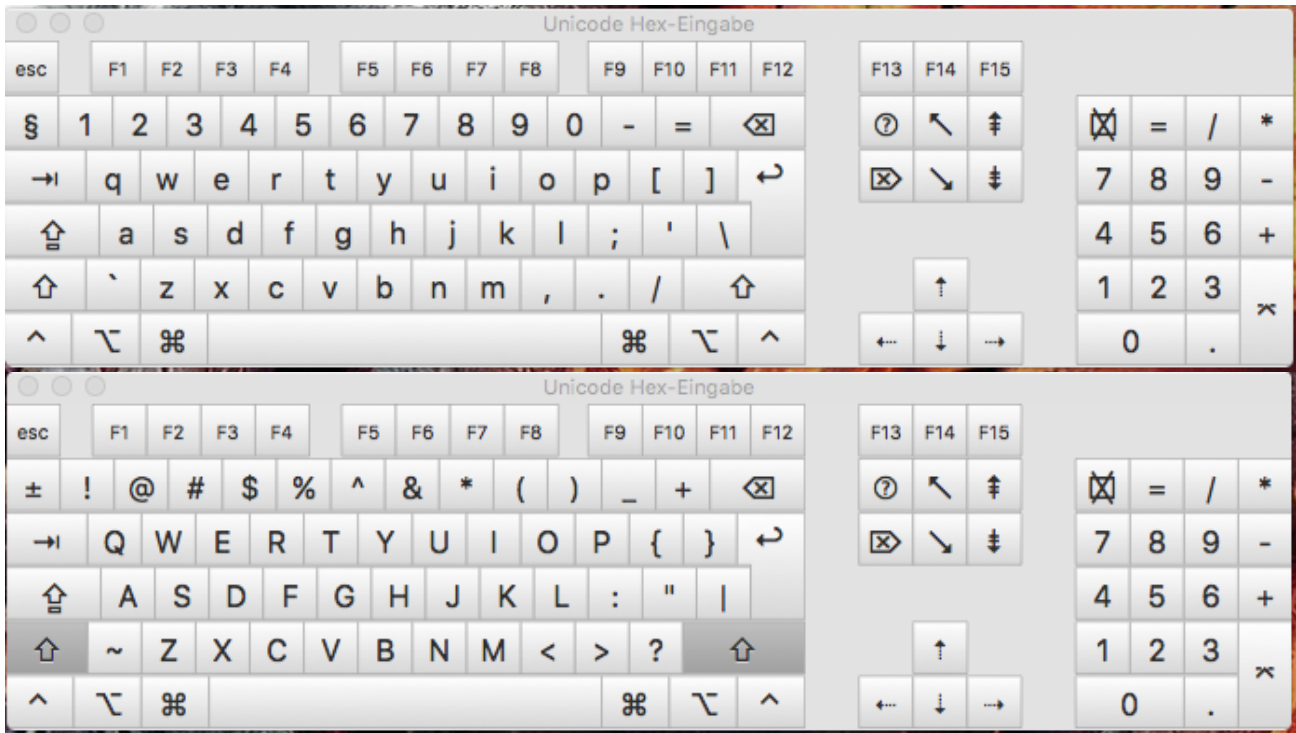 Unicode Hex-Eingabe
esc F1 F2 F3 F4 F5 F6 F7 F8 F9 F10 F11 F12 F13 F14 F15
§ 1 2 3 4 5 6 7 8 9 0 - = ⌫ ? ↖ ⇞ ⌧ = / *
⇥ q w e r t y u i o p [ ] ↩ ⌦ ↘ ⇟ 7 8 9 -
⇪ a s d f g h j k l ; ' \ 4 5 6 +
⇧ ` z x c v b n m , . / ⇧ ⇡ 1 2 3 ⌤
^ ⌥ ⌘ ⌘ ⌥ ^ ⇠ ⇣ ⇢ 0 .
Unicode Hex-Eingabe
esc F1 F2 F3 F4 F5 F6 F7 F8 F9 F10 F11 F12 F13 F14 F15
± ! @ # $ % ^ & * ( ) _ + ⌫ ? ↖ ⇞ ⌧ = / *
⇥ Q W E R T Y U I O P { } ↩ ⌦ ↘ ⇟ 7 8 9 -
⇪ A S D F G H J K L : " | 4 5 6 +
⇧ ~ Z X C V B N M < > ? ⇧ ⇡ 1 2 3 ⌤
^ ⌥ ⌘ ⌘ ⌥ ^ ⇠ ⇣ ⇢ 0 .